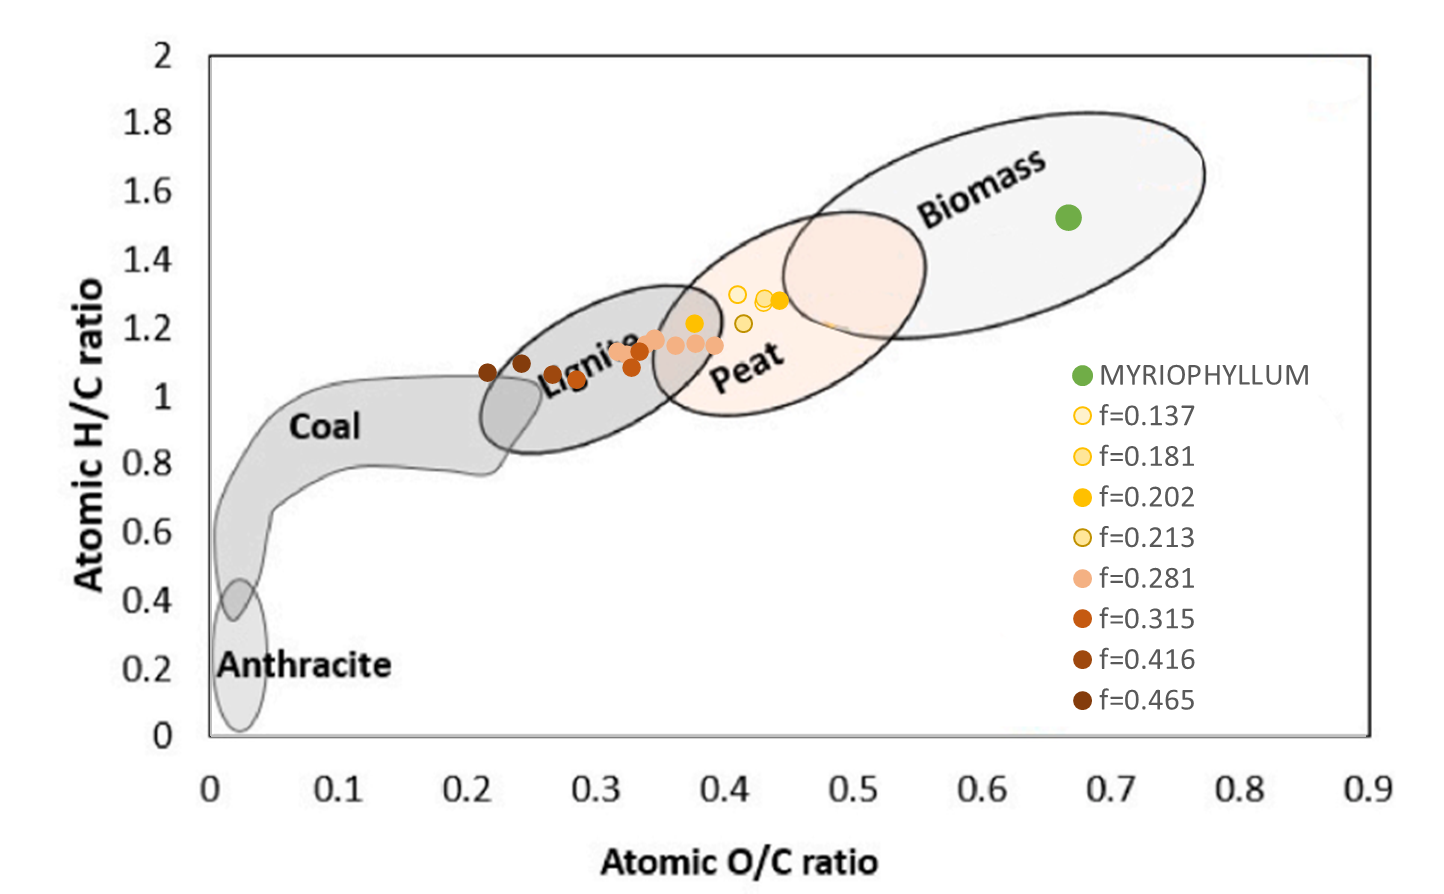 2
1.8
1.6
1.4
1.2
1
0.8
0.6
0.4
0.2
0
Atomic H/C ratio
Biomass
Lignite
Peat
Coal
Anthracite
MYRIOPHYLLUM
f=0.137
f=0.181
f=0.202
f=0.213
f=0.281
f=0.315
f=0.416
f=0.465
0 0.1 0.2 0.3 0.4 0.5 0.6 0.7 0.8 0.9
Atomic O/C ratio